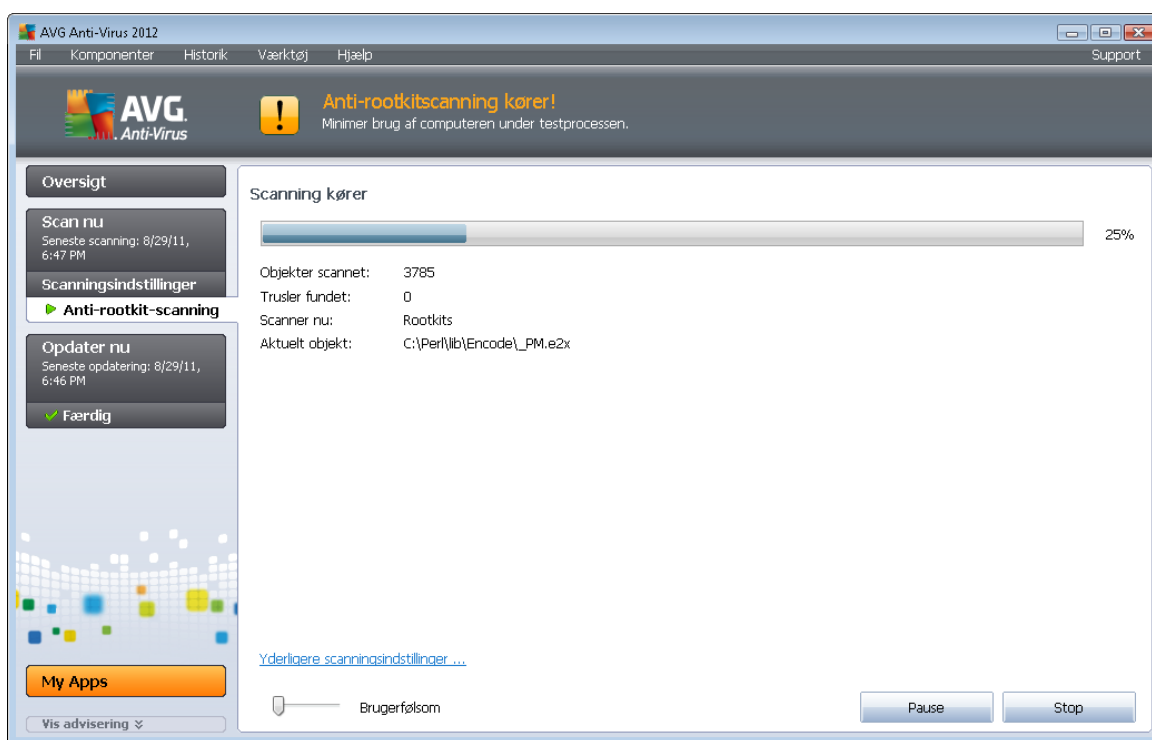 AVG Anti-Virus 2012
Fil Komponenter Historik Værktøj Hjælp Support
AVG.
Anti-Virus
Anti-rootkitscanning kører!
Minimer brug af computeren under testprocessen.
Oversigt
Scan nu
Seneste scanning: 8/29/11,
6:47 PM
Scanningsindstillinger
Anti-rootkit-scanning
Opdater nu
Seneste opdatering: 8/29/11,
6:46 PM
Færdig
My Apps
Vis advisering
Scanning kører
25%
Objekter scannet: 3785
Trusler fundet: 0
Scanner nu: Rootkits
Aktuelt objekt: C:\Perl\lib\Encode\_PM.e2x
Yderligere scanningsindstillinger ...
Brugerfølsom
Pause
Stop